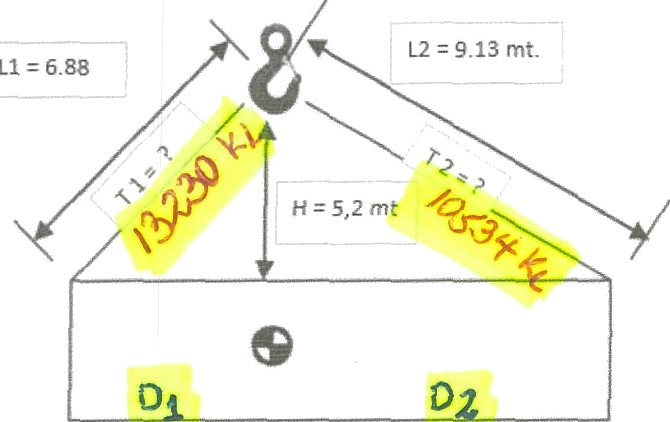 L1 = 6.88
L2 = 9.13 mt.
T1 = ?
13230 KL
H = 5,2 mt
T2 = ?
10534 KL
D1
D2